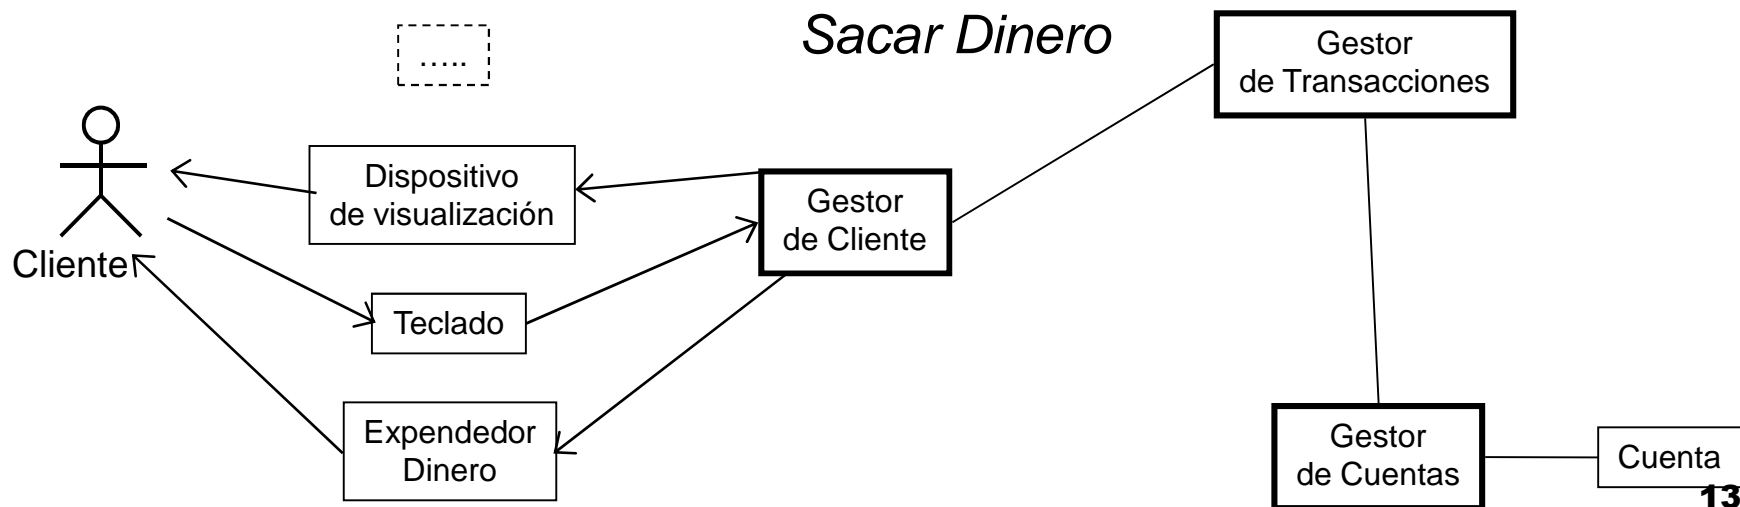 Sacar Dinero
.....
Gestor
de Transacciones
Dispositivo
de visualización
Gestor
de Cliente
Cliente
Teclado
Expendedor
Dinero
Gestor
de Cuentas
Cuenta
13